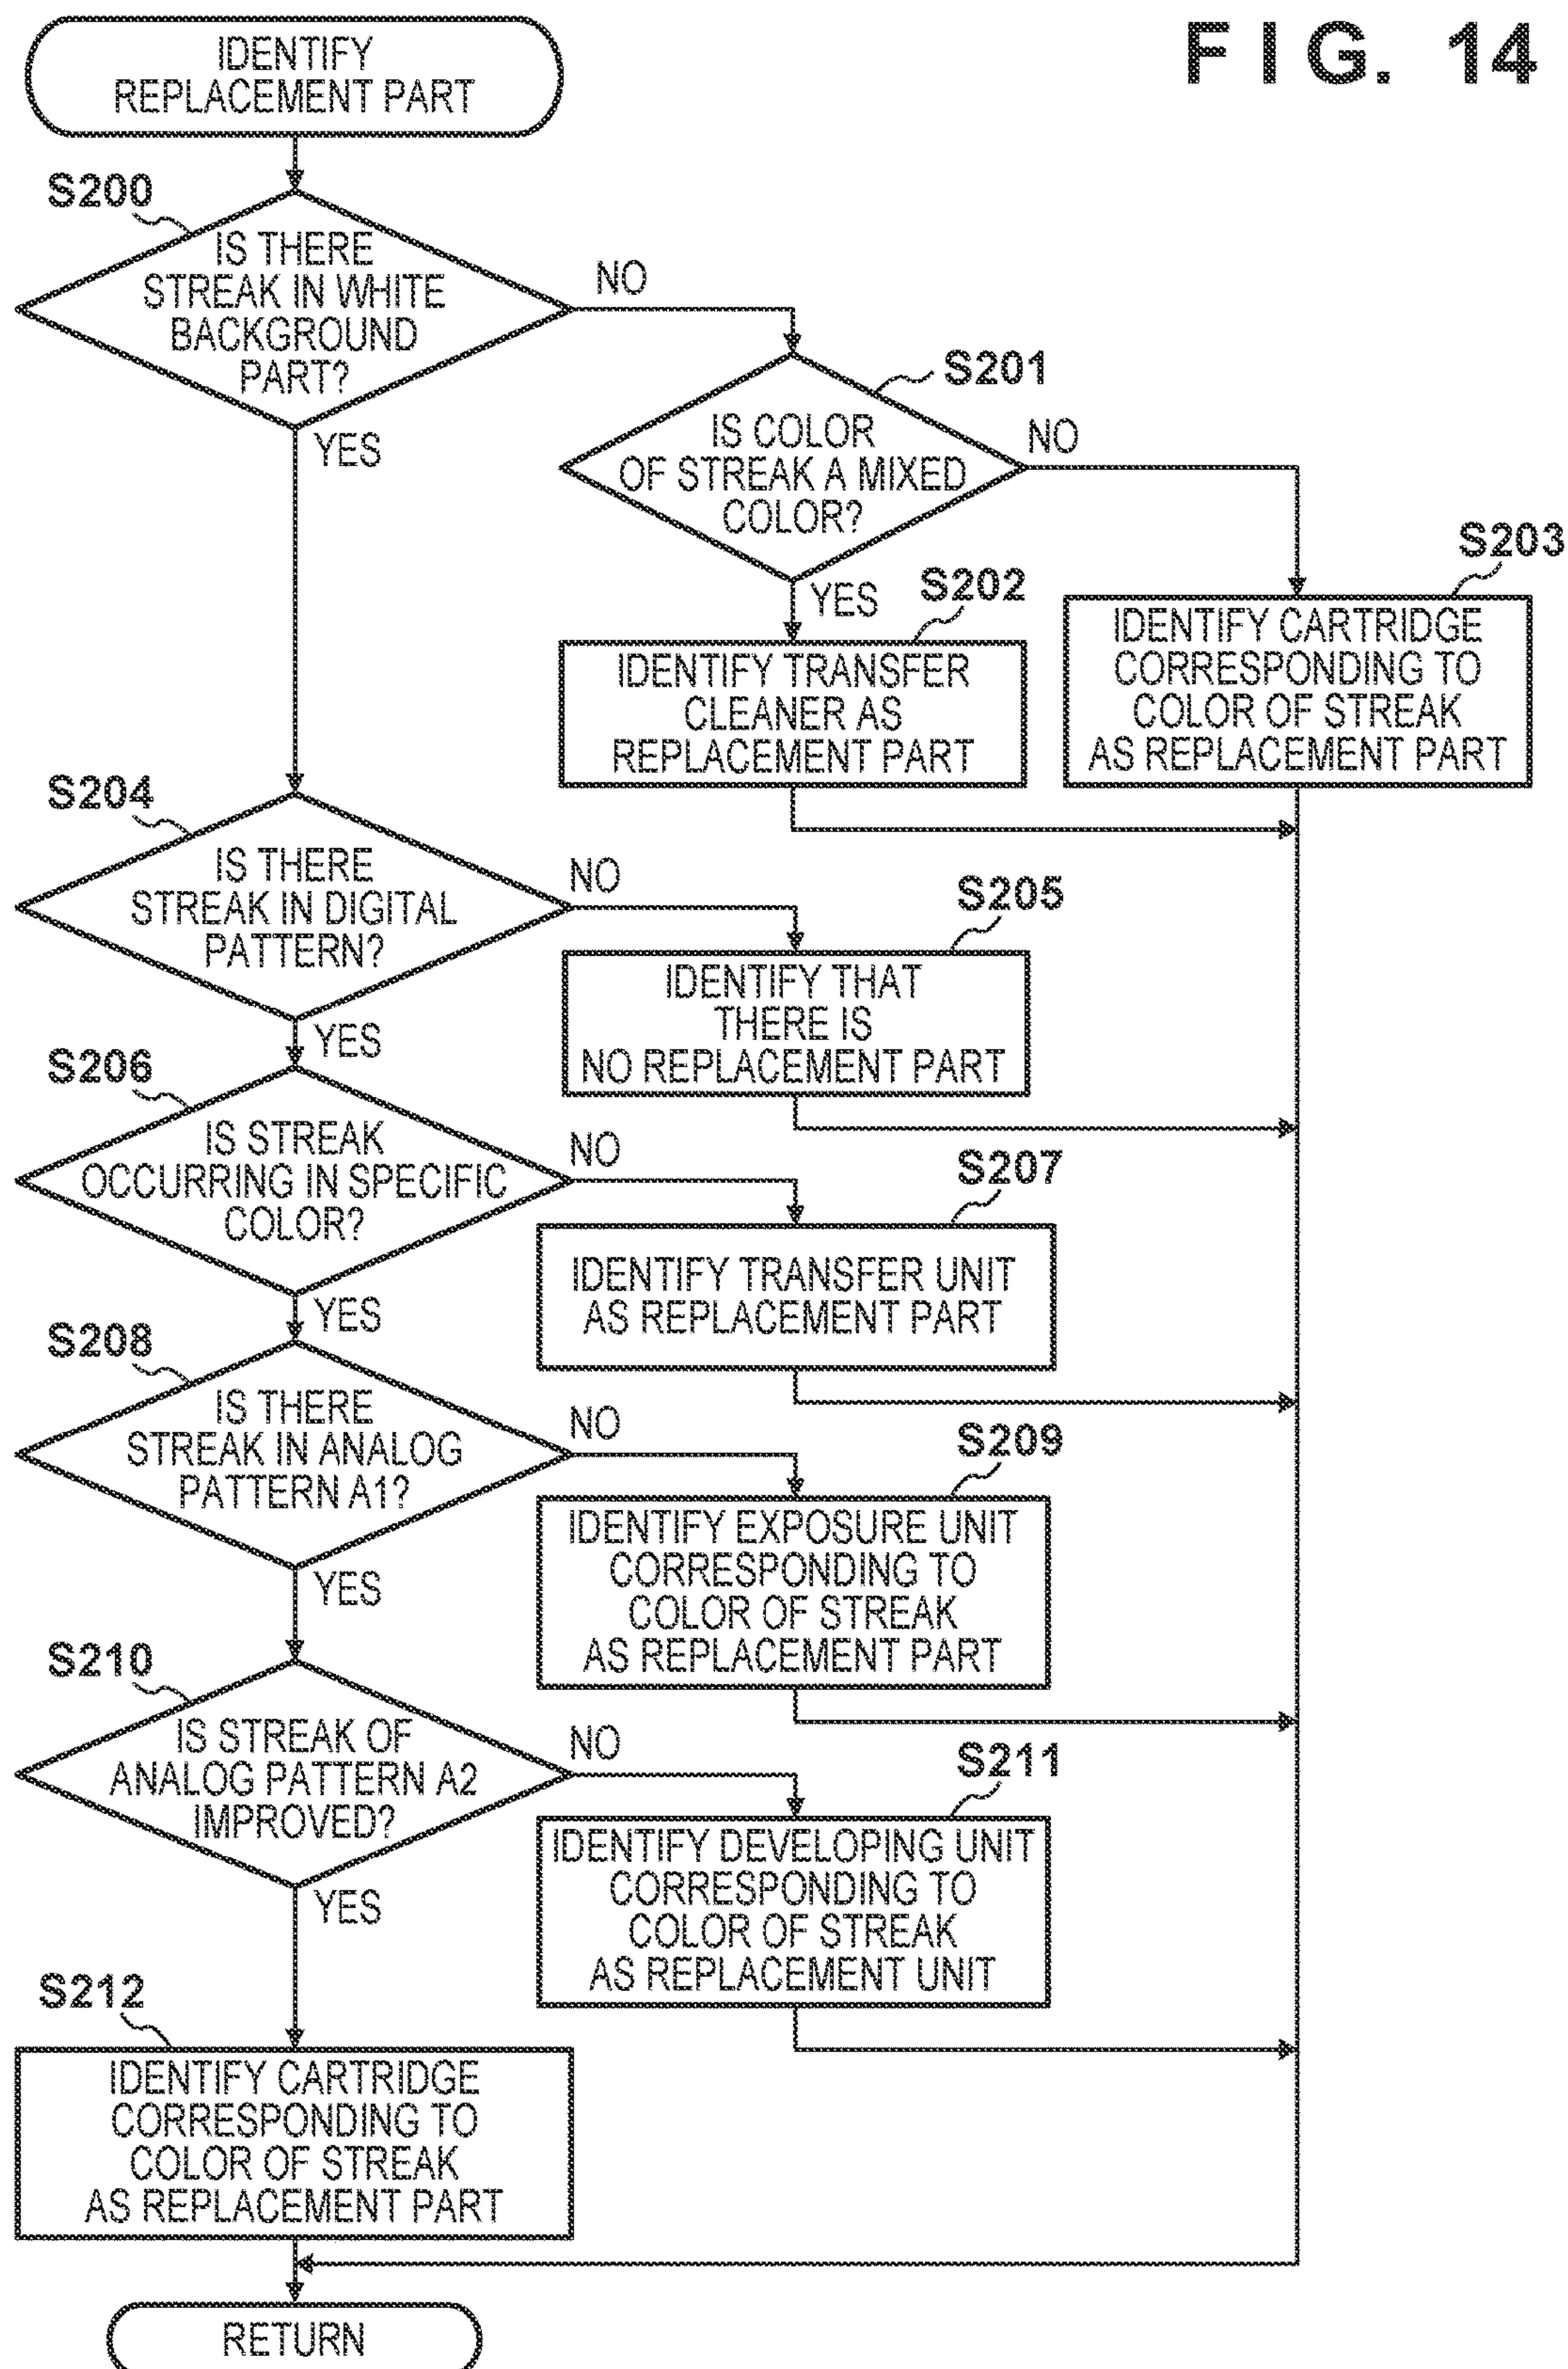 FIG. 14
IDENTIFY
REPLACEMENT PART
S200
IS THERE
STREAK IN WHITE
BACKGROUND
PART?
NO
YES
S201
IS COLOR
OF STREAK A MIXED
COLOR?
NO
YES
S202
IDENTIFY TRANSFER
CLEANER AS
REPLACEMENT PART
S203
IDENTIFY CARTRIDGE
CORRESPONDING TO
COLOR OF STREAK
AS REPLACEMENT PART
S204
IS THERE
STREAK IN DIGITAL
PATTERN?
NO
YES
S205
IDENTIFY THAT
THERE IS
NO REPLACEMENT PART
S206
IS STREAK
OCCURRING IN SPECIFIC
COLOR?
NO
YES
S207
IDENTIFY TRANSFER UNIT
AS REPLACEMENT PART
S208
IS THERE
STREAK IN ANALOG
PATTERN A1?
NO
YES
S209
IDENTIFY EXPOSURE UNIT
CORRESPONDING TO
COLOR OF STREAK
AS REPLACEMENT PART
S210
IS STREAK OF
ANALOG PATTERN A2
IMPROVED?
NO
YES
S211
IDENTIFY DEVELOPING UNIT
CORRESPONDING TO
COLOR OF STREAK
AS REPLACEMENT UNIT
S212
IDENTIFY CARTRIDGE
CORRESPONDING TO
COLOR OF STREAK
AS REPLACEMENT PART
RETURN